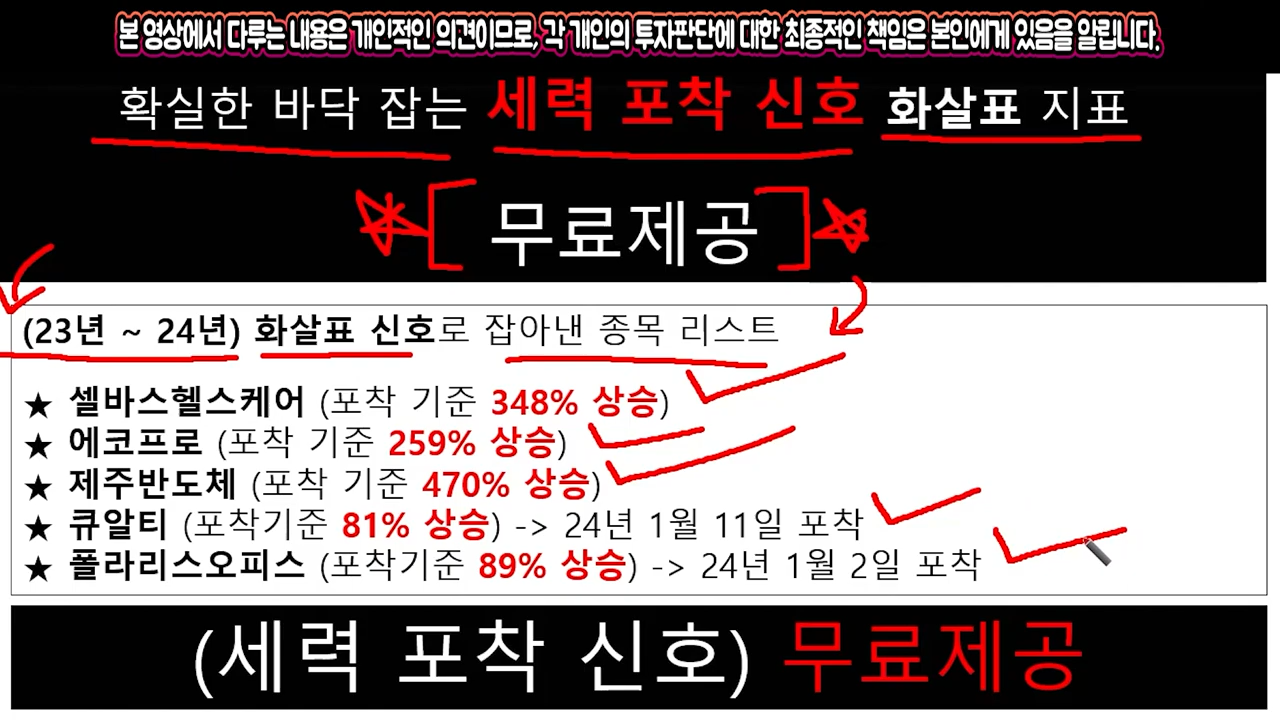 본 영상에서 다루는 내용은 개인적인 의견이므로, 각 개인의 투자판단에 대한 최종적인 책임은 본인에게 있음을 알립니다.
확실한 바닥 잡는 세력 포착 신호 화살표 지표
무료제공
(23년 ~ 24년) 화살표 신호로 잡아낸 종목 리스트
★ 셀바스헬스케어 (포착 기준 348% 상승)
★ 에코프로 (포착 기준 259% 상승)
★ 제주반도체 (포착 기준 470% 상승)
★ 큐알티 (포착기준 81% 상승) -> 24년 1월 11일 포착
★ 폴라리스오피스 (포착기준 89% 상승) -> 24년 1월 2일 포착
(세력 포착 신호) 무료제공